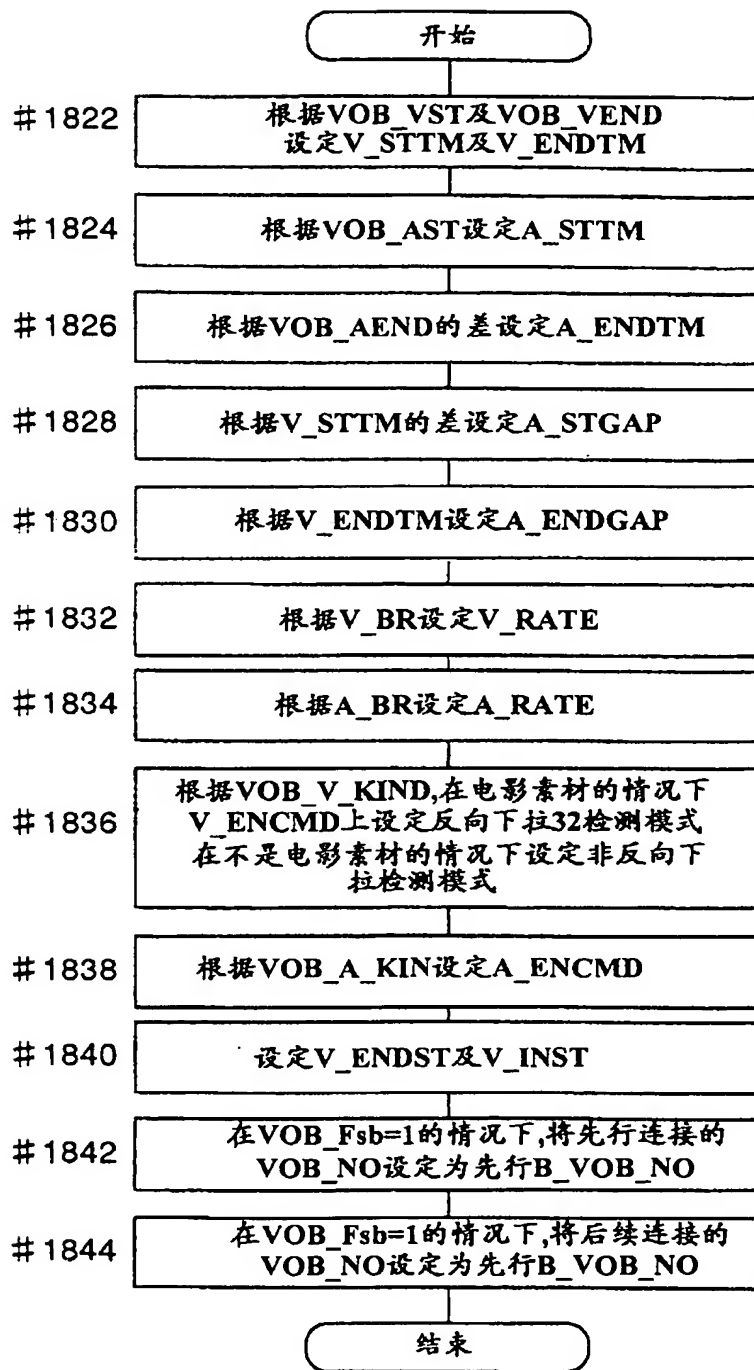 开始
#1822
根据VOB_VST及VOB_VEND
设定V_STTM及V_ENDTM
#1824
根据VOB_AST设定A_STTM
#1826
根据VOB_AEND的差设定A_ENDTM
#1828
根据V_STTM的差设定A_STGAP
#1830
根据V_ENDTM设定A_ENDGAP
#1832
根据V_BR设定V_RATE
#1834
根据A_BR设定A_RATE
#1836
根据VOB_V_KIND,在电影素材的情况下
V_ENCMD上设定反向下拉32检测模式
在不是电影素材的情况下设定非反向下
拉检测模式
#1838
根据VOB_A_KIN设定A_ENCMD
#1840
设定V_ENDST及V_INST
#1842
在VOB_Fsb=1的情况下,将先行连接的
VOB_NO设定为先行B_VOB_NO
#1844
在VOB_Fsb=1的情况下,将后续连接的
VOB_NO设定为先行B_VOB_NO
结束